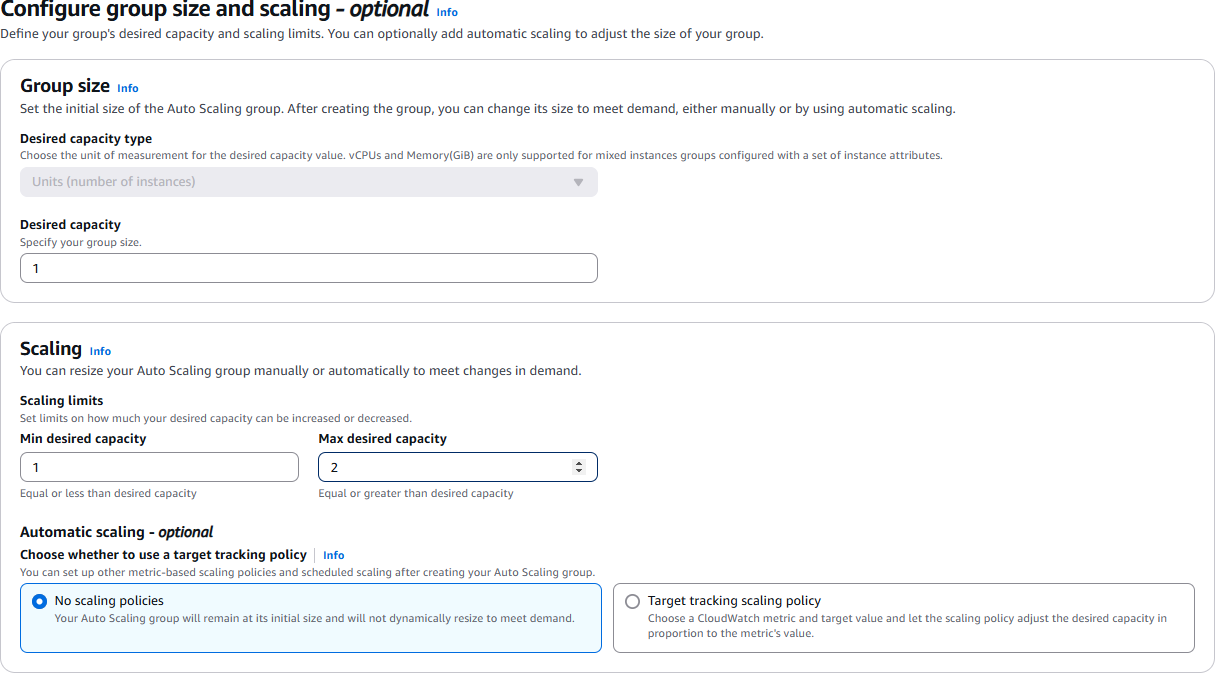 Configure group size and scaling - optional Info
Define your group's desired capacity and scaling limits. You can optionally add automatic scaling to adjust the size of your group.
Group size Info
Set the initial size of the Auto Scaling group. After creating the group, you can change its size to meet demand, either manually or by using automatic scaling.
Desired capacity type
Choose the unit of measurement for the desired capacity value. vCPUs and Memory(GiB) are only supported for mixed instances groups configured with a set of instance attributes.
Units (number of instances)
Desired capacity
Specify your group size.
1
Scaling Info
You can resize your Auto Scaling group manually or automatically to meet changes in demand.
Scaling limits
Set limits on how much your desired capacity can be increased or decreased.
Min desired capacity
1
Equal or less than desired capacity
Max desired capacity
2
Equal or greater than desired capacity
Automatic scaling - optional
Choose whether to use a target tracking policy Info
You can set up other metric-based scaling policies and scheduled scaling after creating your Auto Scaling group.
No scaling policies
Your Auto Scaling group will remain at its initial size and will not dynamically resize to meet demand.
Target tracking scaling policy
Choose a CloudWatch metric and target value and let the scaling policy adjust the desired capacity in
proportion to the metric's value.